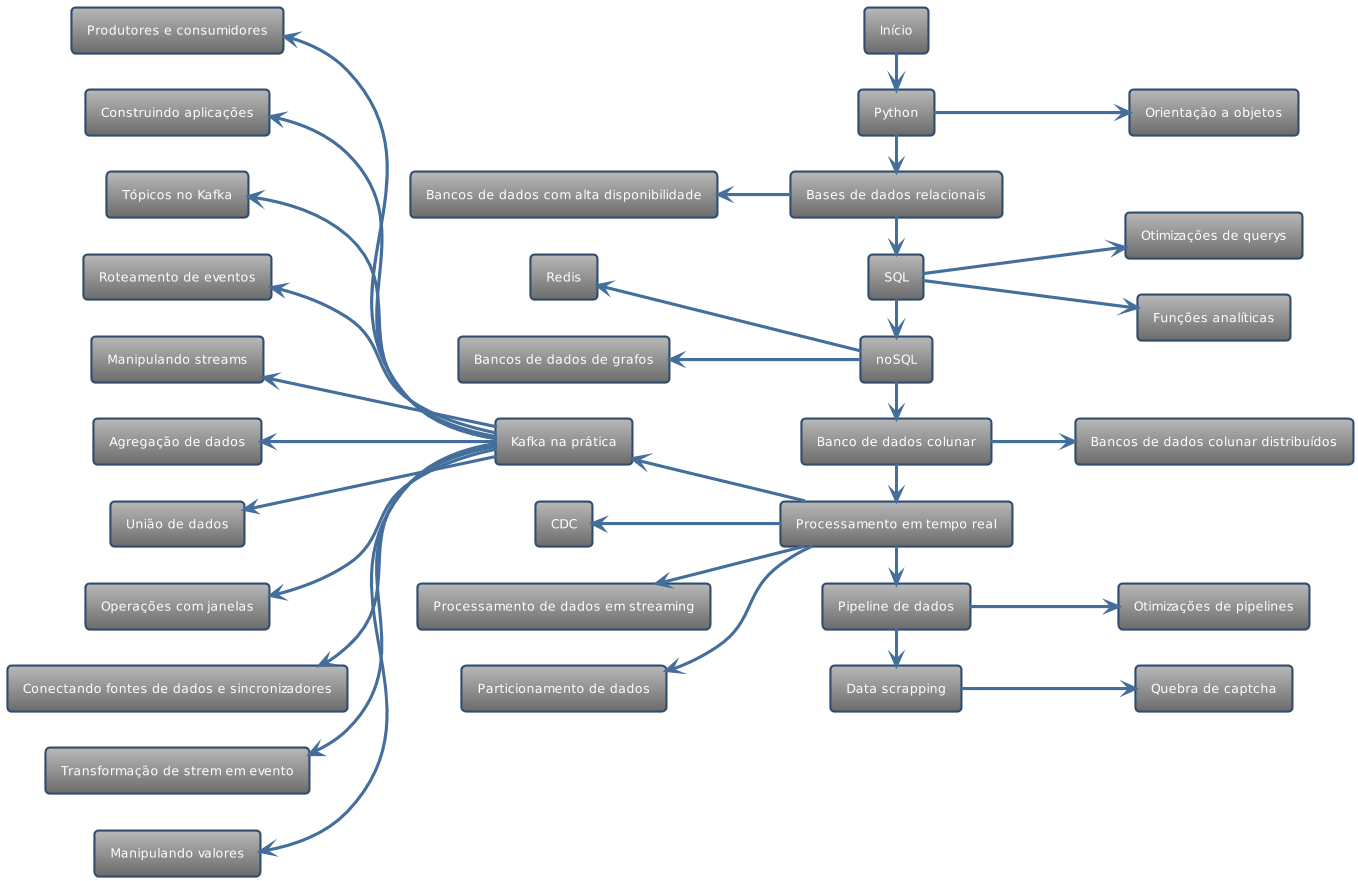 Início
Python
Orientação a objetos
Bases de dados relacionais
Bancos de dados com alta disponibilidade
SQL
Otimizações de querys
Funções analíticas
noSQL
Redis
Bancos de dados de grafos
Banco de dados colunar
Bancos de dados colunar distribuídos
Processamento em tempo real
Kafka na prática
CDC
Processamento de dados em streaming
Particionamento de dados
Produtores e consumidores
Construindo aplicações
Tópicos no Kafka
Roteamento de eventos
Manipulando streams
Agregação de dados
União de dados
Operações com janelas
Conectando fontes de dados e sincronizadores
Transformação de strem em evento
Manipulando valores
Pipeline de dados
Otimizações de pipelines
Data scrapping
Quebra de captcha